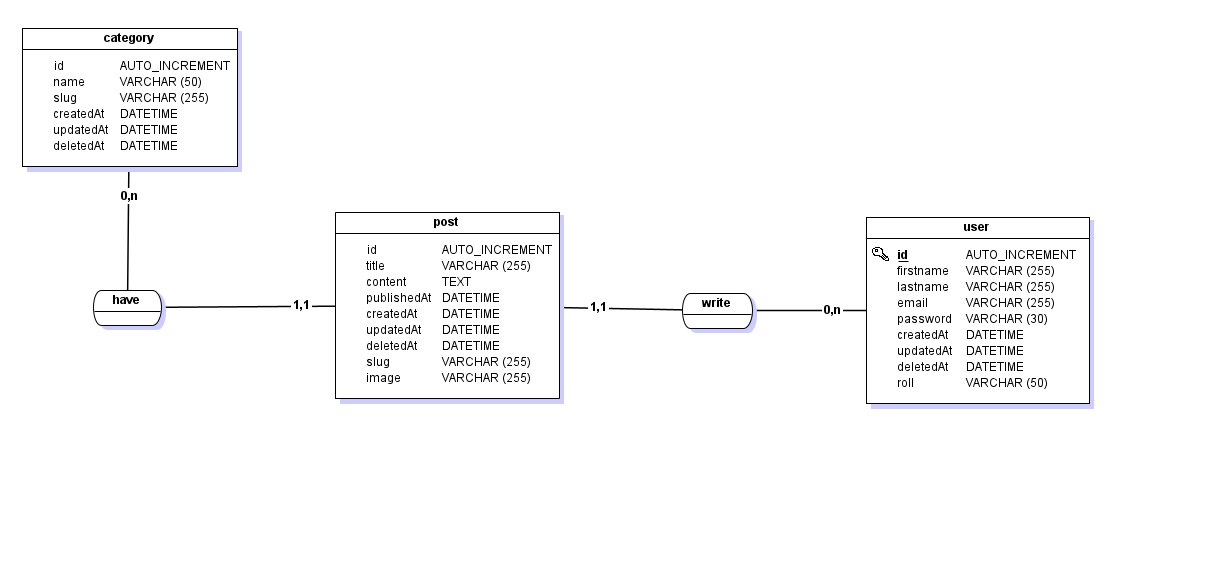 category
id AUTO_INCREMENT
name VARCHAR (50)
slug VARCHAR (255)
createdAt DATETIME
updatedAt DATETIME
deletedAt DATETIME
0,n
have
1,1
post
id AUTO_INCREMENT
title VARCHAR (255)
content TEXT
publishedAt DATETIME
createdAt DATETIME
updatedAt DATETIME
deletedAt DATETIME
slug VARCHAR (255)
image VARCHAR (255)
1,1
write
0,n
user
id AUTO_INCREMENT
firstname VARCHAR (255)
lastname VARCHAR (255)
email VARCHAR (255)
password VARCHAR (30)
createdAt DATETIME
updatedAt DATETIME
deletedAt DATETIME
roll VARCHAR (50)